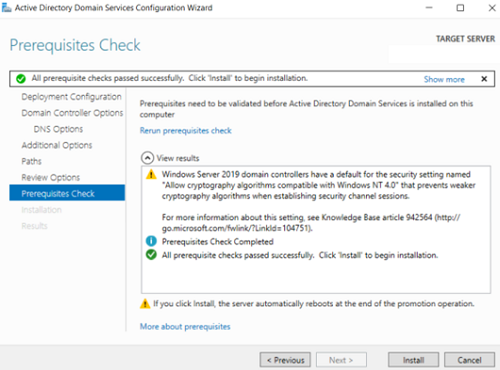 Active Directory Domain Services Configuration Wizard
Prerequisites Check
TARGET SERVER
All prerequisite checks passed successfully. Click 'Install' to begin installation.
Show more
Deployment Configuration
Domain Controller Options
DNS Options
Additional Options
Paths
Review Options
Prerequisites Check
Installation
Results
Prerequisites need to be validated before Active Directory Domain Services is installed on this
computer
Rerun prerequisites check
View results
Windows Server 2019 domain controllers have a default for the security setting named
"Allow cryptography algorithms compatible with Windows NT 4.0" that prevents weaker
cryptography algorithms when establishing security channel sessions.
For more information about this setting, see Knowledge Base article 942564 (http://
go.microsoft.com/fwlink/?LinkId=104751).
Prerequisites Check Completed
All prerequisite checks passed successfully. Click 'Install' to begin installation.
If you click Install, the server automatically reboots at the end of the promotion operation.
More about prerequisites
< Previous
Next >
Install
Cancel